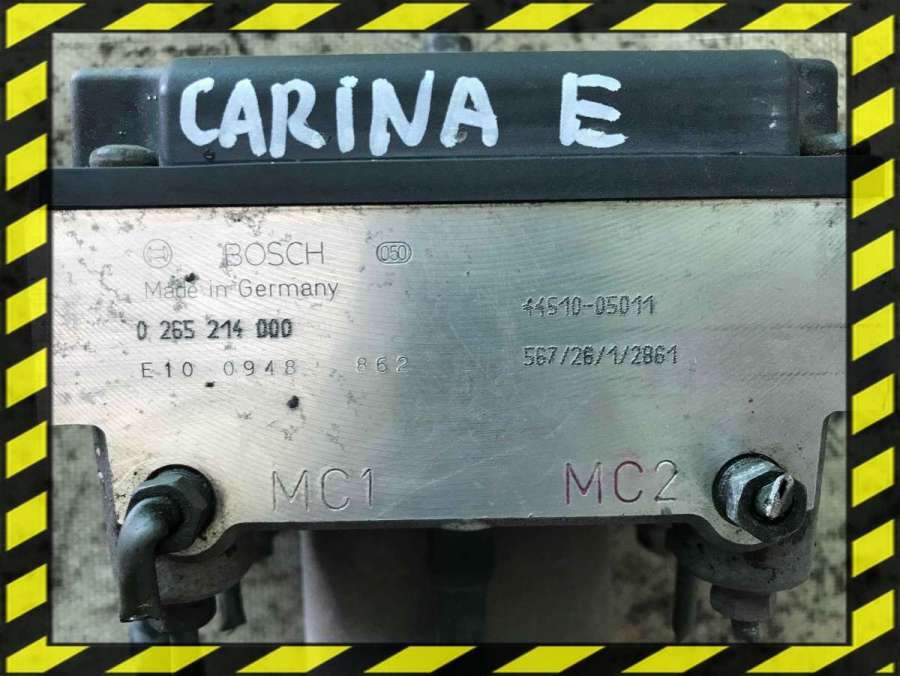 CARINA E
BOSCH 050
Made in Germany
0 265 214 000
E10 0948 862
44510-05011
567/26/1/2861
MC1 MC2